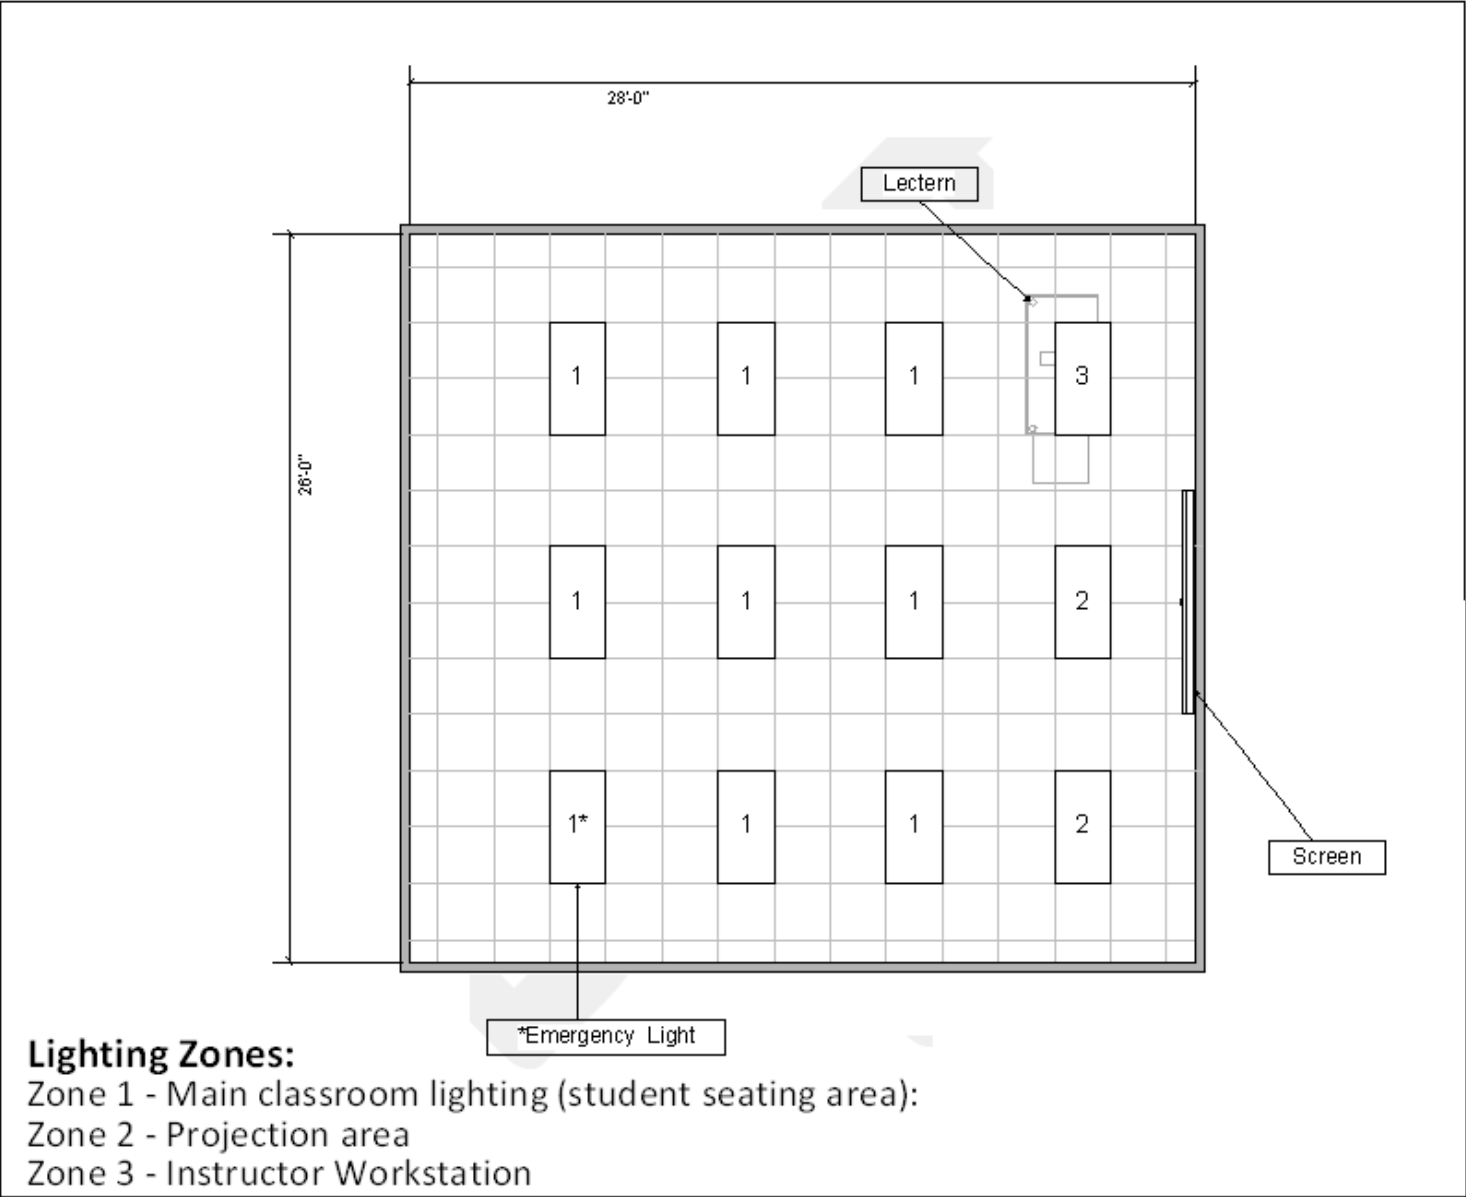 28'-0"
Lectern
1 1 1 3
26'-0"
1 1 1 2
1* 1 1 2
Screen
*Emergency Light
Lighting Zones:
Zone 1 - Main classroom lighting (student seating area):
Zone 2 - Projection area
Zone 3 - Instructor Workstation